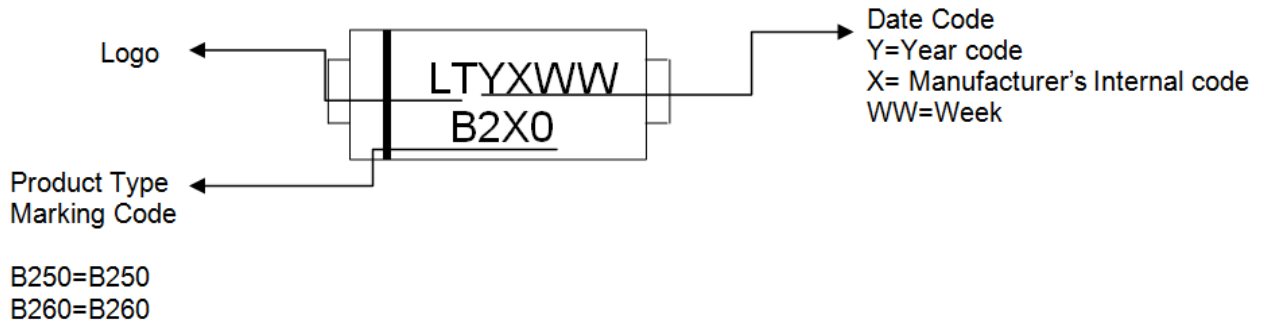 Logo
LTYXWW
B2X0
Date Code
Y=Year code
X= Manufacturer's Internal code
WW=Week
Product Type
Marking Code
B250=B250
B260=B260